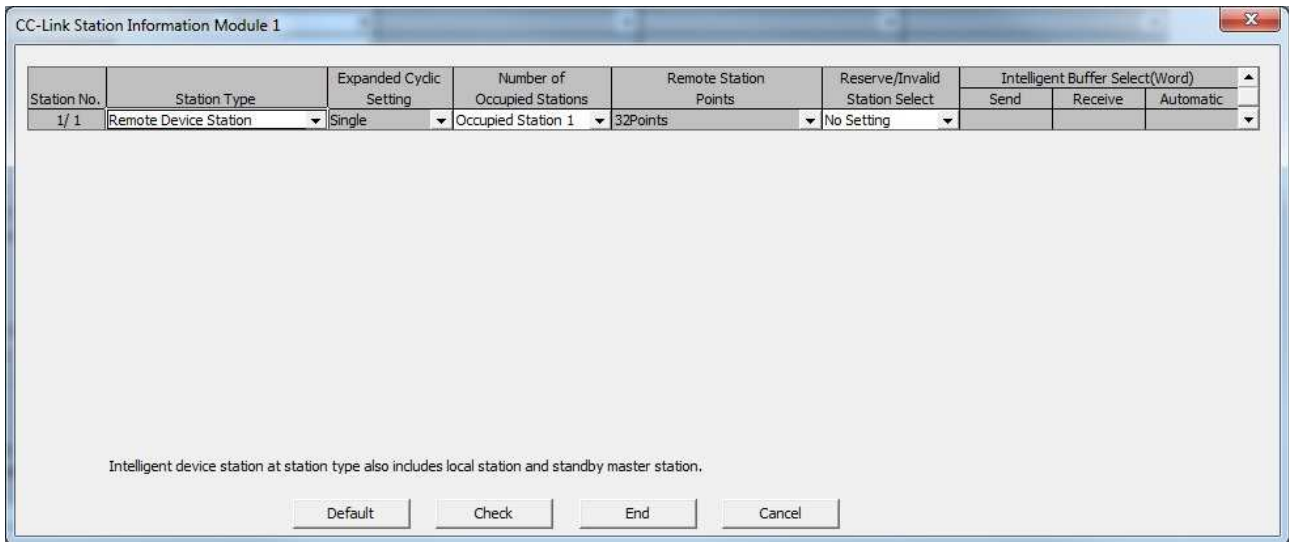 CC-Link Station Information Module 1
Expanded Cyclic Number of Remote Station Reserve/Invalid Intelligent Buffer Select(Word)
Station No. Station Type Setting Occupied Stations Points Station Select Send Receive Automatic
1/ 1 Remote Device Station Single Occupied Station 1 32Points No Setting
Intelligent device station at station type also includes local station and standby master station.
Default Check End Cancel